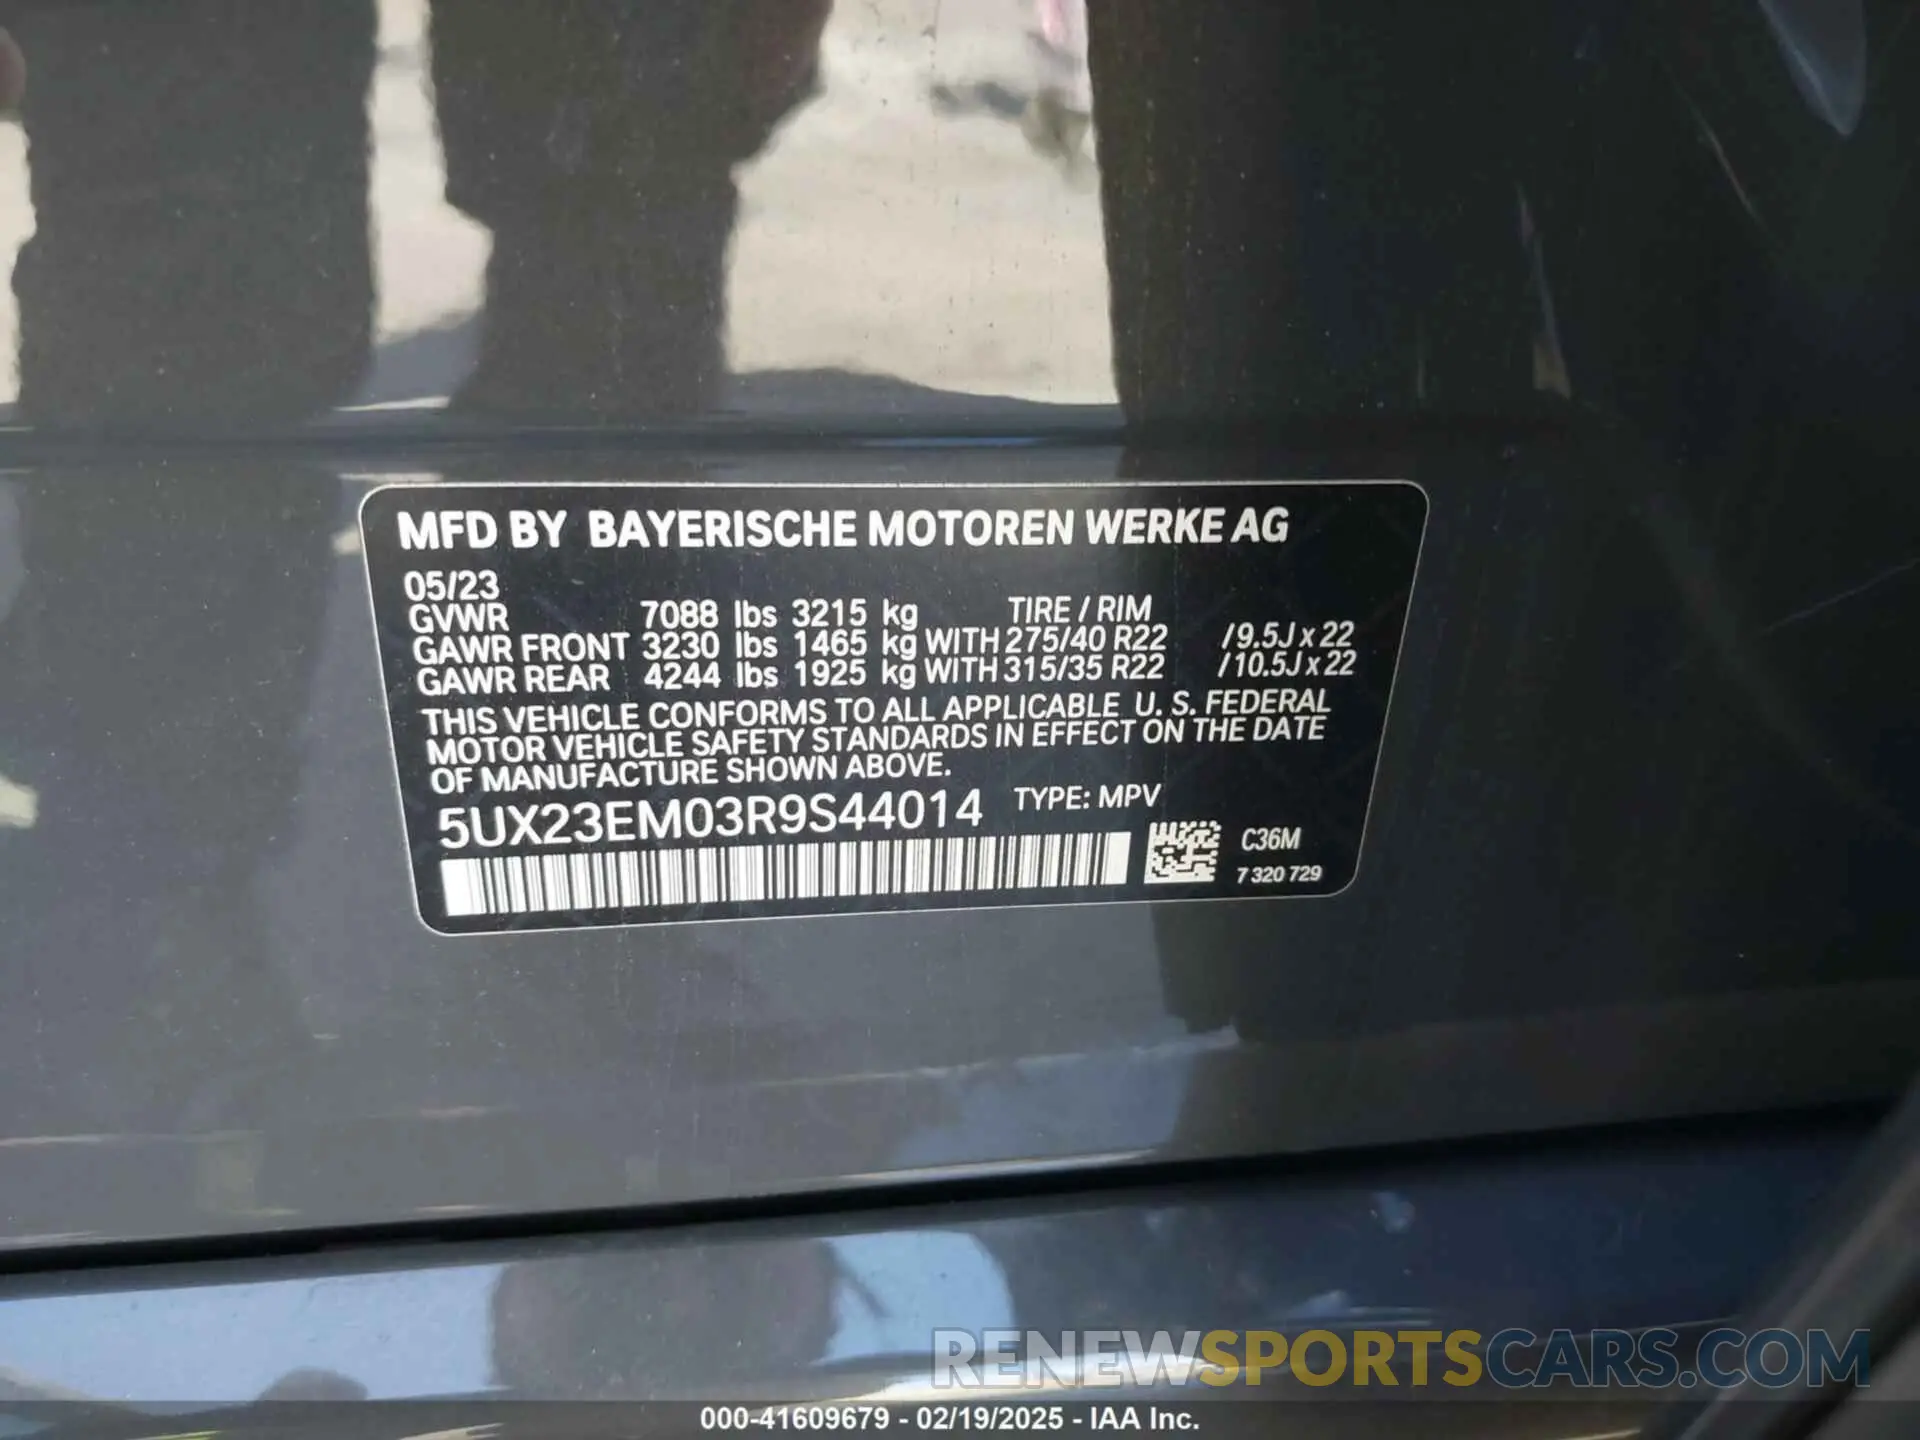 MFD BY BAYERISCHE MOTOREN WERKE AG
05/23
GVWR 7088 lbs 3215 kg TIRE / RIM
GAWR FRONT 3230 lbs 1465 kg WITH 275/40 R22 /9.5J x 22
GAWR REAR 4244 lbs 1925 kg WITH 315/35 R22 /10.5J x 22
THIS VEHICLE CONFORMS TO ALL APPLICABLE U. S. FEDERAL
MOTOR VEHICLE SAFETY STANDARDS IN EFFECT ON THE DATE
OF MANUFACTURE SHOWN ABOVE.
5UX23EM03R9S44014 TYPE: MPV
C36M
7 320 729
RENEWSPORTSCARS.COM
000-41609679 - 02/19/2025 - IAA Inc.